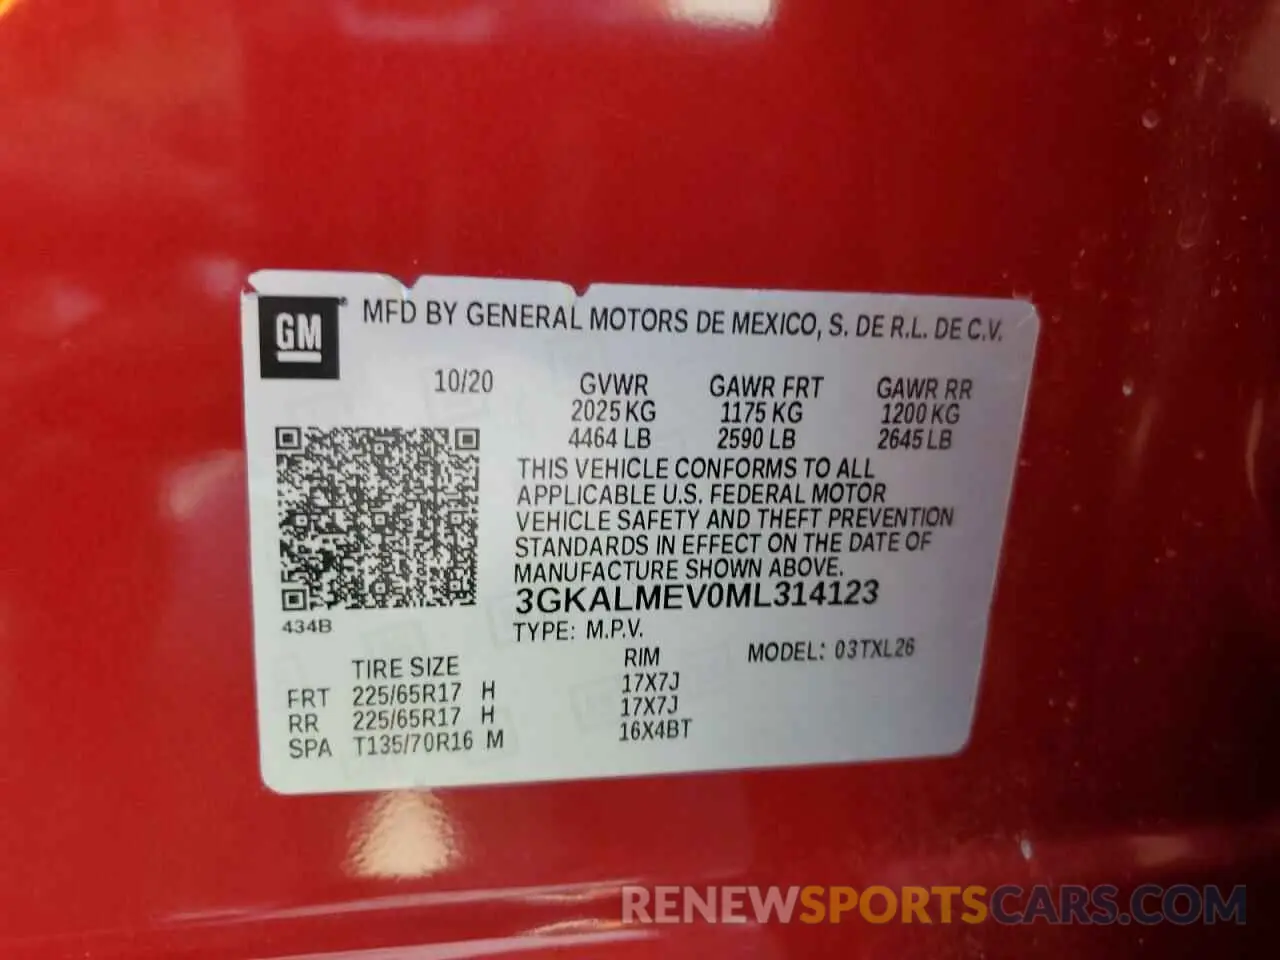 GM ® MFD BY GENERAL MOTORS DE MEXICO, S. DE R.L. DE C.V.
10/20 GVWR GAWR FRT GAWR RR
2025 KG 1175 KG 1200 KG
4464 LB 2590 LB 2645 LB
THIS VEHICLE CONFORMS TO ALL
APPLICABLE U.S. FEDERAL MOTOR
VEHICLE SAFETY AND THEFT PREVENTION
STANDARDS IN EFFECT ON THE DATE OF
MANUFACTURE SHOWN ABOVE.
3GKALMEV0ML314123
434B TYPE: M.P.V. MODEL: 03TXL26
TIRE SIZE RIM
FRT 225/65R17 H 17X7J
RR 225/65R17 H 17X7J
SPA T135/70R16 M 16X4BT
RENEWSPORTSCARS.COM